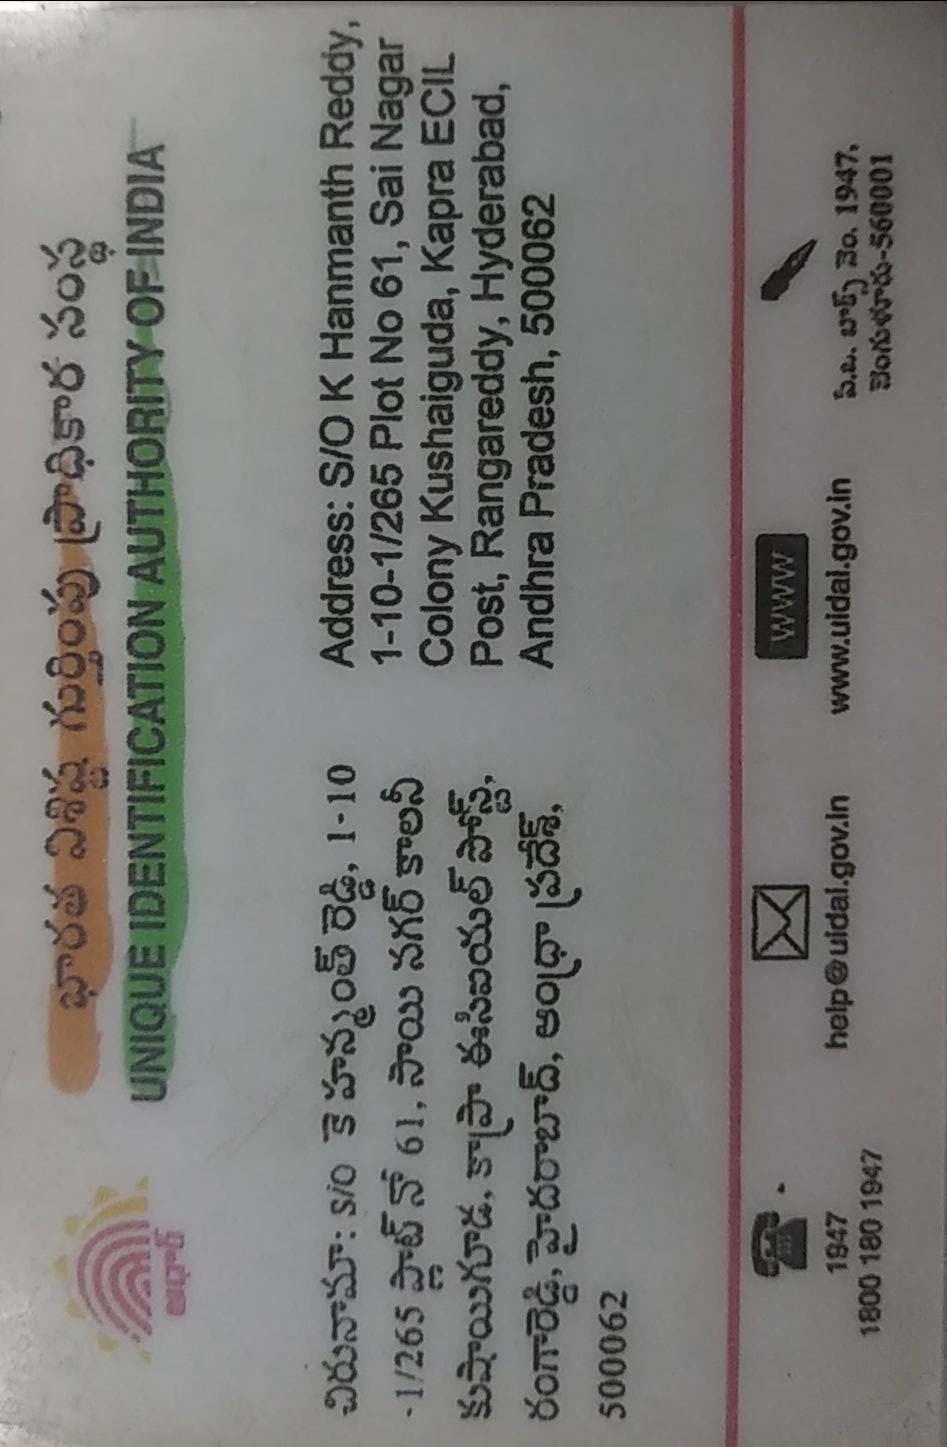 భారత విశిష్ట గుర్తింపు ప్రాధికార సంస్థ
UNIQUE IDENTIFICATION AUTHORITY OF INDIA
ఆధార్
చిరునామా: S/O కె హన్మంత్ రెడ్డి, 1-10
-1/265 ప్లాట్ నో 61, సాయి నగర్ కాలనీ
కుషాయిగూడ, కాప్రా ఈసిఐయల్ పోస్ట్,
రంగారెడ్డి, హైదరాబాద్, ఆంధ్రా ప్రదేశ్,
500062
Address: S/O K Hanmanth Reddy,
1-10-1/265 Plot No 61, Sai Nagar
Colony Kushaiguda, Kapra ECIL
Post, Rangareddy, Hyderabad,
Andhra Pradesh, 500062
1947
1800 180 1947
help@uidai.gov.in
WWW
www.uidai.gov.in
పి.బి. బాక్స్ నెం. 1947,
బెంగుళూరు-560001